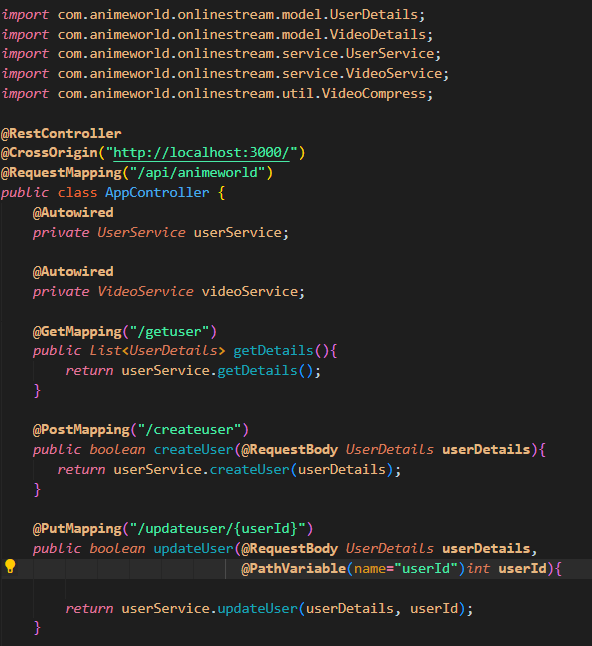 import com.animeworld.onlinestream.model.UserDetails;
import com.animeworld.onlinestream.model.VideoDetails;
import com.animeworld.onlinestream.service.UserService;
import com.animeworld.onlinestream.service.VideoService;
import com.animeworld.onlinestream.util.VideoCompress;

@RestController
@CrossOrigin("http://localhost:3000/")
@RequestMapping("/api/animeworld")
public class AppController {
    @Autowired
    private UserService userService;

    @Autowired
    private VideoService videoService;

    @GetMapping("/getuser")
    public List<UserDetails> getDetails(){
        return userService.getDetails();
    }

    @PostMapping("/createuser")
    public boolean createUser(@RequestBody UserDetails userDetails){
       return userService.createUser(userDetails);
    }

    @PutMapping("/updateuser/{userId}")
    public boolean updateUser(@RequestBody UserDetails userDetails,
                              @PathVariable(name="userId")int userId){

        return userService.updateUser(userDetails, userId);
    }